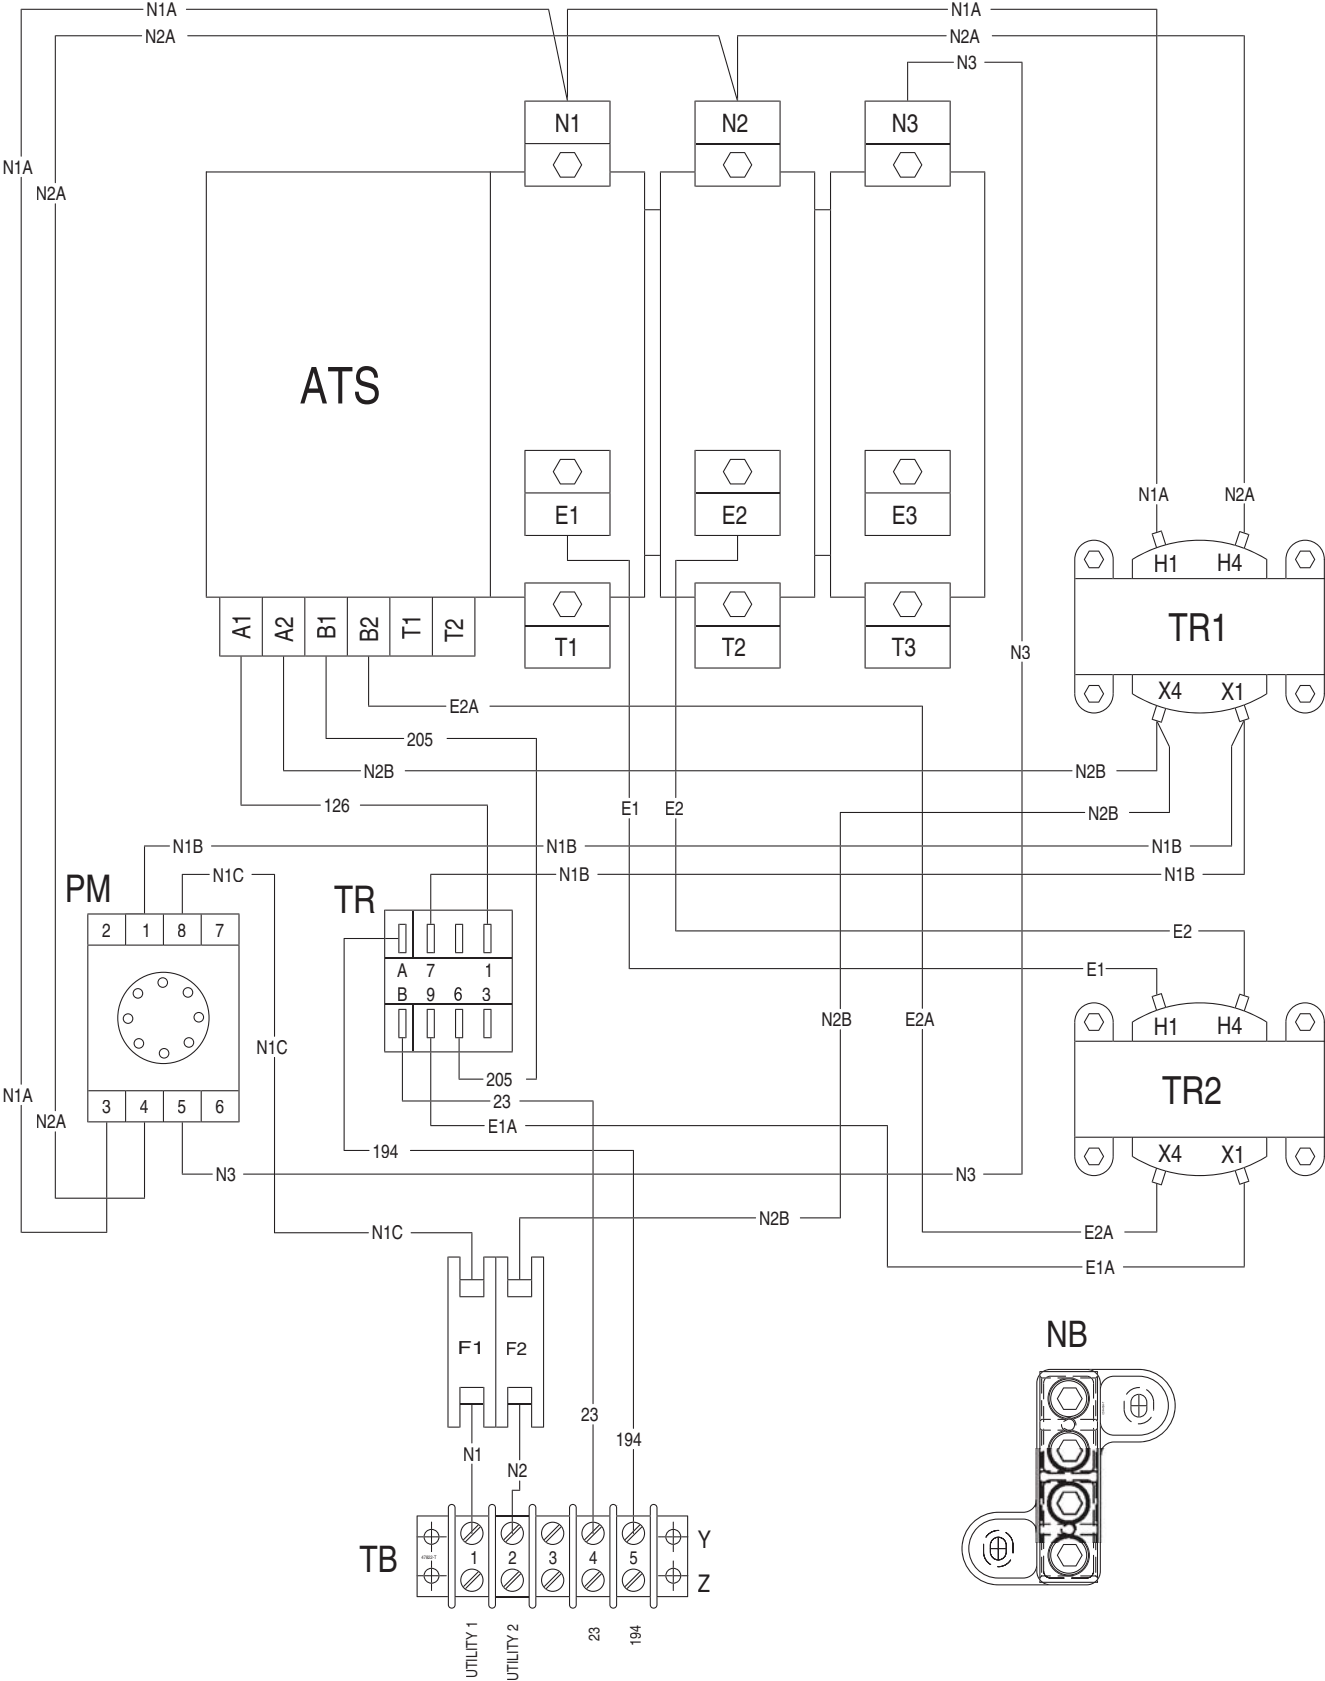 N1A N1A
N2A N2A
N3
N1 N2 N3
N1A
N2A
ATS
E1 E2 E3
N1A N2A
H1 H4
TR1
A1 A2 B1 B2 T1 T2
T1 T2 T3
N3
X4 X1
E2A
205
N2B N2B
126 E1 E2 N2B
N1B N1B N1B
N1C N1B N1B
PM TR
2 1 8 7
E2
A 7 1
E1
B 9 6 3
N2B E2A
H1 H4
N1C
205
TR2
N1A
23
3 4 5 6
N2A
E1A
194
X4 X1
N3 N3
N2B
N1C E2A
E1A
F1 F2
NB
23
194
N1
N2
Y
TB
1 2 3 4 5
Z
UTILITY 1 UTILITY 2 23 194